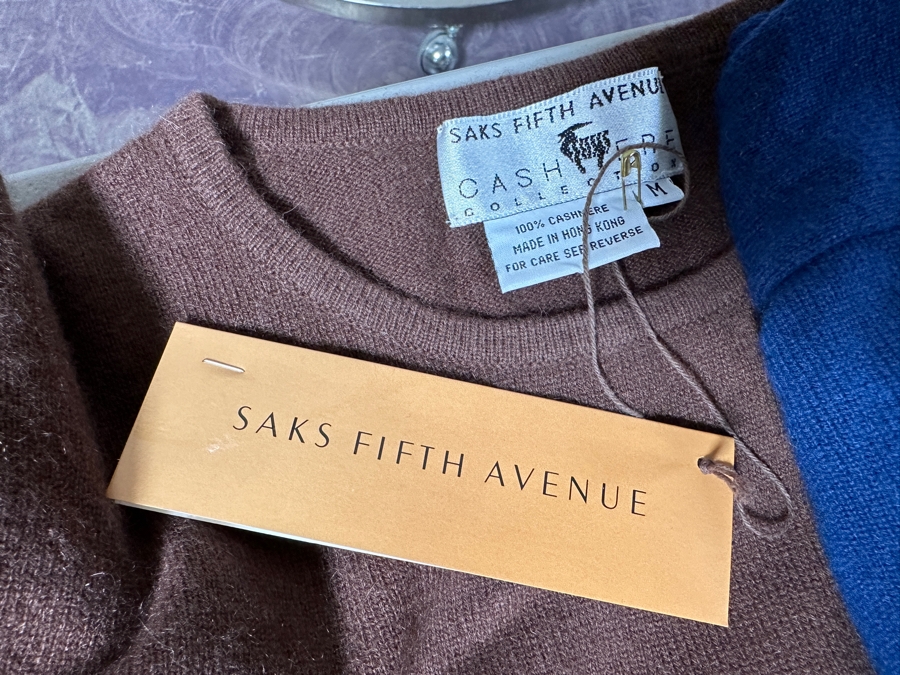 SAKS FIFTH AVENUE
CASHMERE
COLLECTION
M
100% CASHMERE
MADE IN HONG KONG
FOR CARE SEE REVERSE
SAKS FIFTH AVENUE